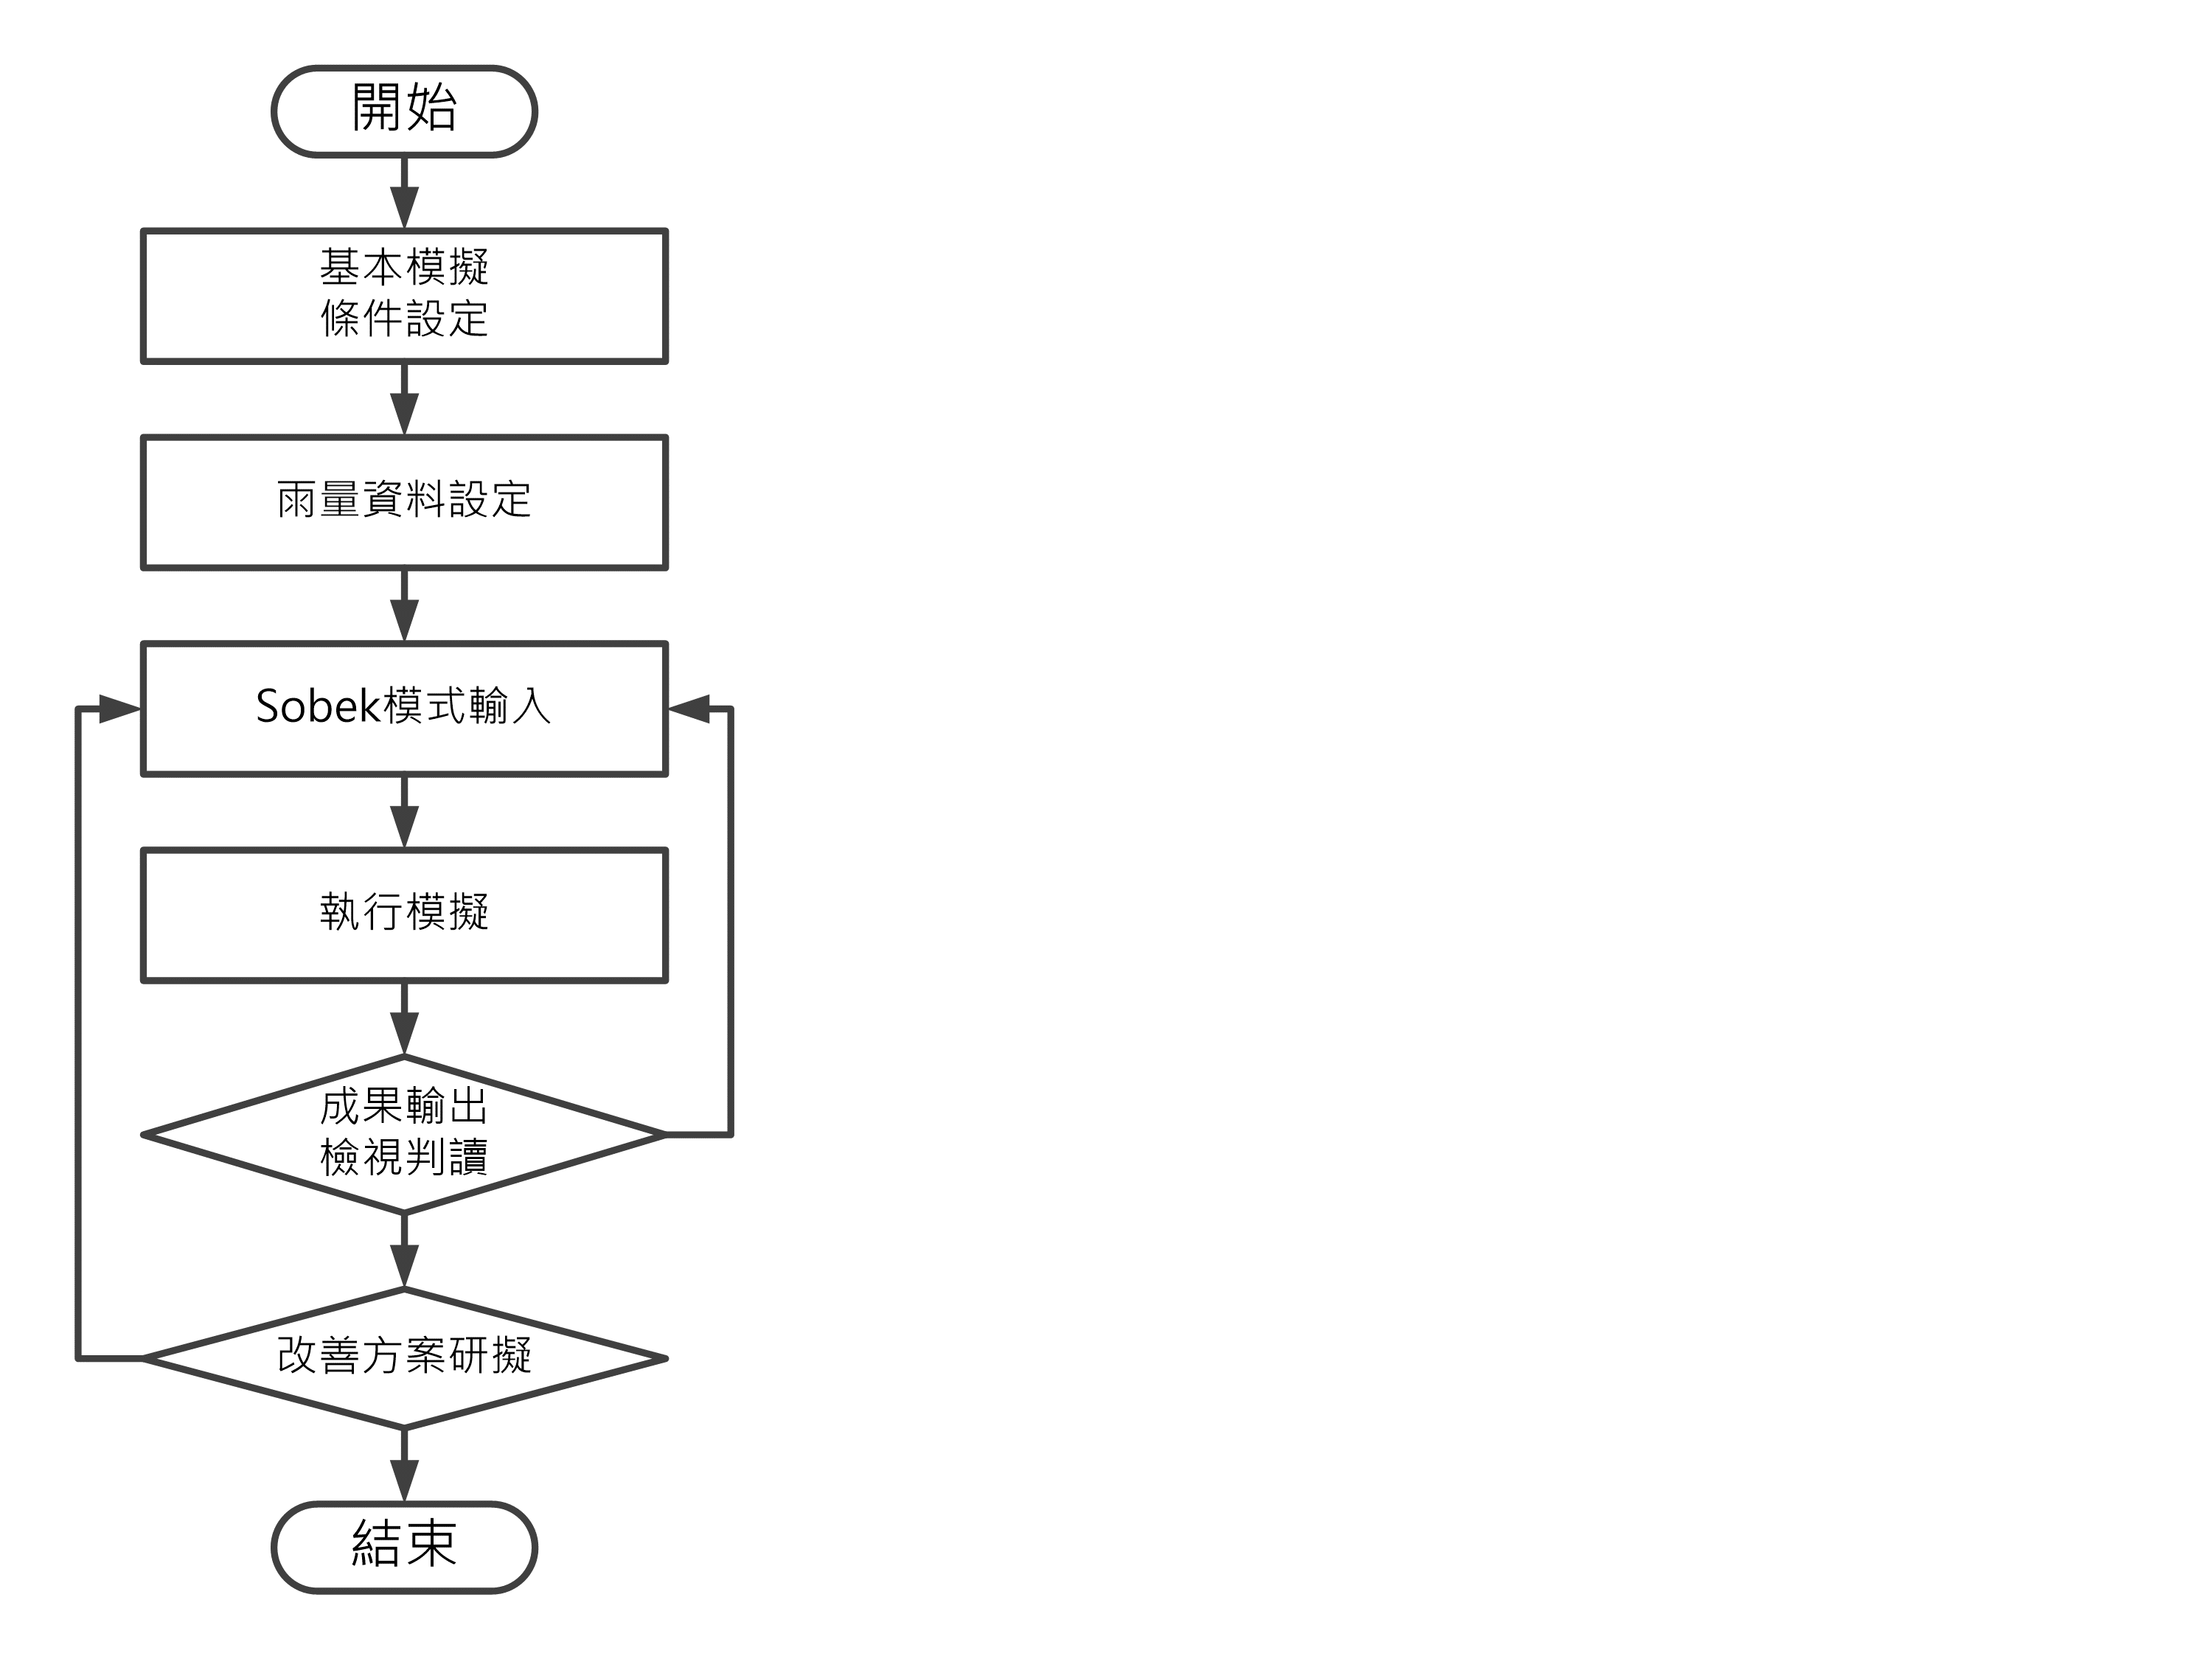 開始
基本模擬
條件設定
雨量資料設定
Sobek模式輸入
執行模擬
成果輸出
檢視判讀
改善方案研擬
結束